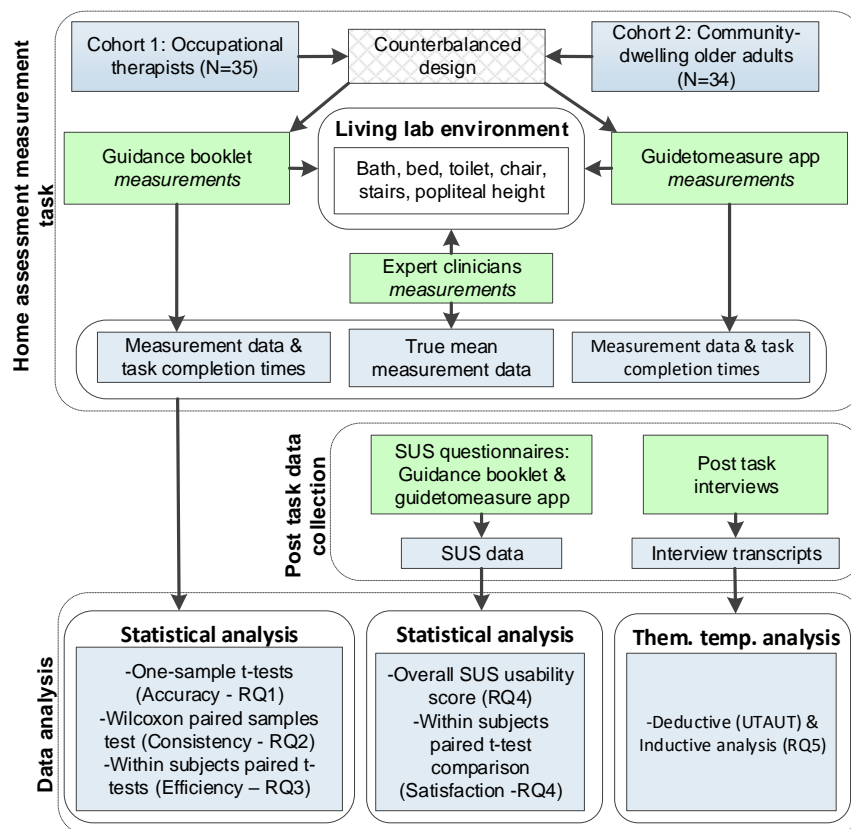 Home assessment measurement
task
Cohort 1: Occupational
therapists (N=35)
Counterbalanced
design
Cohort 2: Community-
dwelling older adults
(N=34)
Guidance booklet
measurements
Living lab environment
Bath, bed, toilet, chair,
stairs, popliteal height
Guidetomeasure app
measurements
Expert clinicians
measurements
Measurement data &
task completion times
True mean
measurement data
Measurement data & task
completion times
Post task data
collection
SUS questionnaires:
Guidance booklet &
guidetomeasure app
Post task
interviews
SUS data
Interview transcripts
Data analysis
Statistical analysis
-One-sample t-tests
(Accuracy - RQ1)
-Wilcoxon paired samples
test (Consistency - RQ2)
-Within subjects paired t-
tests (Efficiency – RQ3)
Statistical analysis
-Overall SUS usability
score (RQ4)
-Within subjects
paired t-test
comparison
(Satisfaction -RQ4)
Them. temp. analysis
-Deductive (UTAUT) &
Inductive analysis (RQ5)